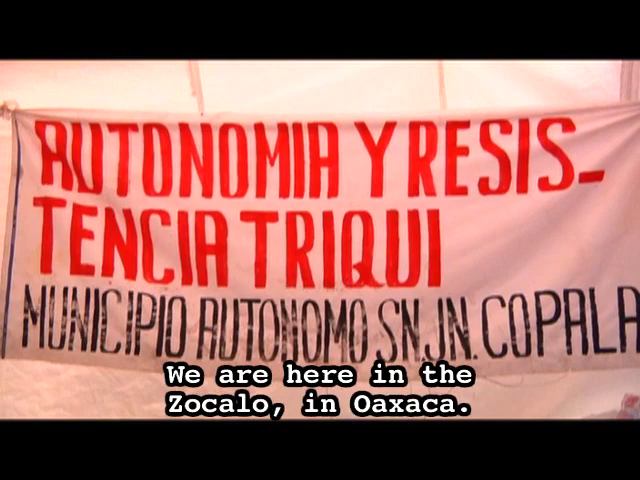 AUTONOMIA Y RESIS-
TENCIA TRIQUI
MUNICIPIO AUTONOMO SN.JN. COPALA
We are here in the
Zocalo, in Oaxaca.